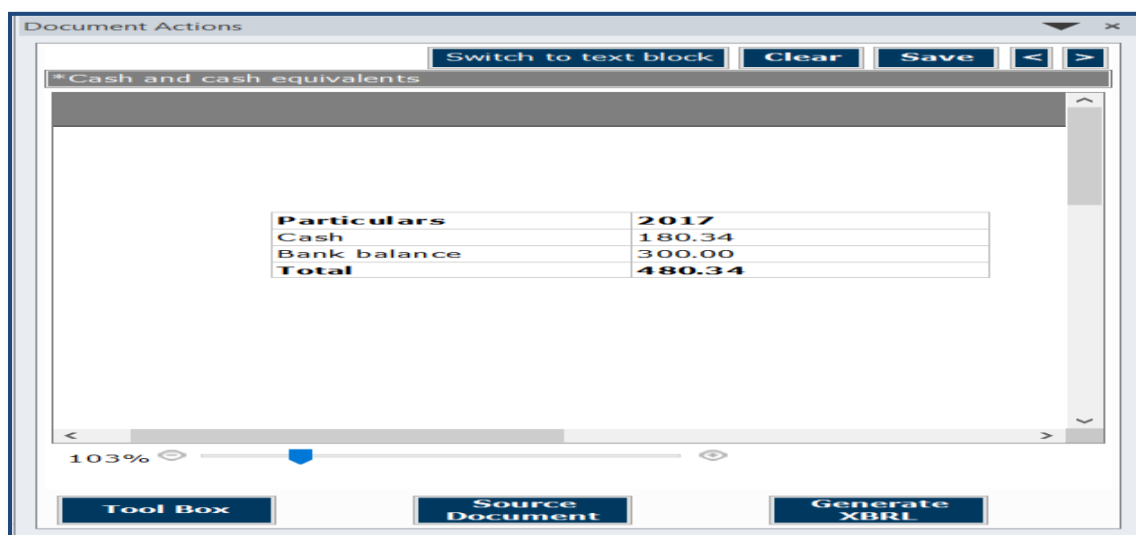 Document Actions
Switch to text block Clear Save < >
*Cash and cash equivalents
Particulars 2017
Cash 180.34
Bank balance 300.00
Total 480.34
103%
Tool Box Source Document Generate XBRL